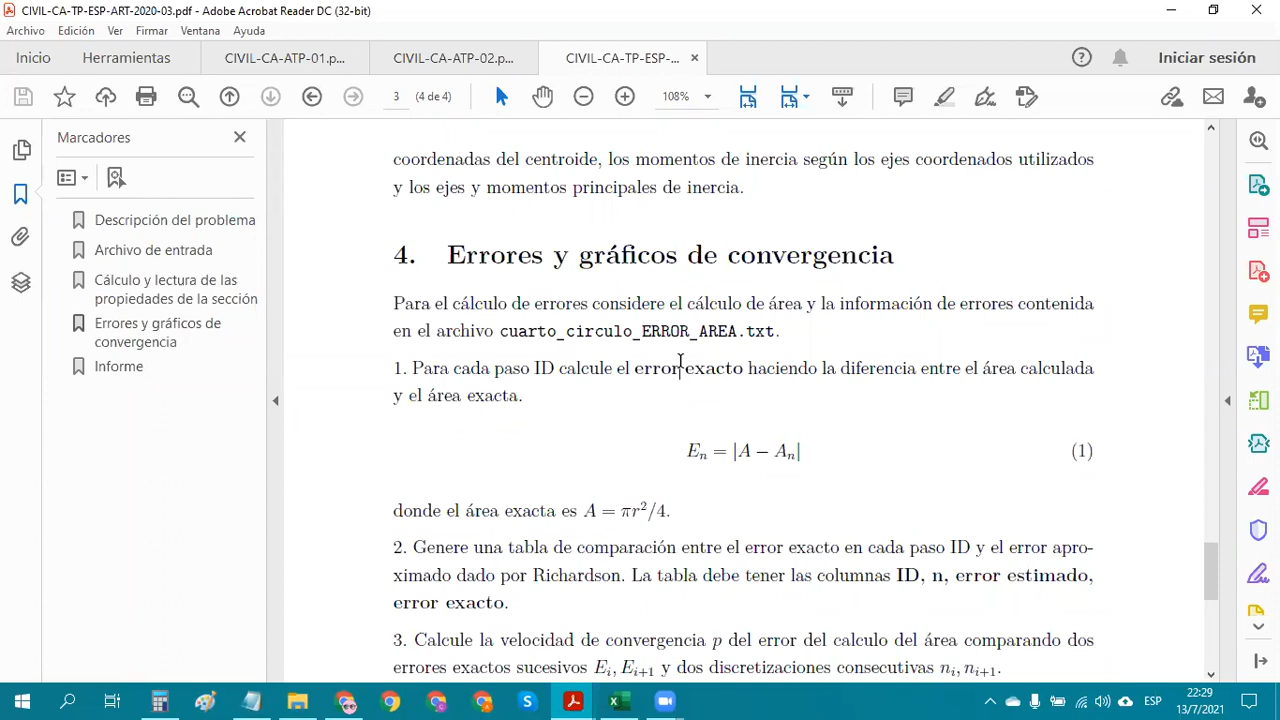 CIVIL-CA-TP-ESP-ART-2020-03.pdf - Adobe Acrobat Reader DC (32-bit)
Archivo Edición Ver Firmar Ventana Ayuda
Inicio Herramientas CIVIL-CA-ATP-01.p... CIVIL-CA-ATP-02.p... CIVIL-CA-TP-ESP-... × Iniciar sesión
3 (4 de 4) 108%
Marcadores
Descripción del problema
Archivo de entrada
Cálculo y lectura de las
propiedades de la sección
Errores y gráficos de
convergencia
Informe
coordenadas del centroide, los momentos de inercia según los ejes coordenados utilizados
y los ejes y momentos principales de inercia.
4. Errores y gráficos de convergencia
Para el cálculo de errores considere el cálculo de área y la información de errores contenida
en el archivo cuarto_circulo_ERROR_AREA.txt.
1. Para cada paso ID calcule el error exacto haciendo la diferencia entre el área calculada
y el área exacta.
Eₙ = |A − Aₙ| (1)
donde el área exacta es A = πr²/4.
2. Genere una tabla de comparación entre el error exacto en cada paso ID y el error apro-
ximado dado por Richardson. La tabla debe tener las columnas ID, n, error estimado,
error exacto.
3. Calcule la velocidad de convergencia p del error del calculo del área comparando dos
errores exactos sucesivos Eᵢ, Eᵢ₊₁ y dos discretizaciones consecutivas nᵢ, nᵢ₊₁.
ESP
22:29
13/7/2021